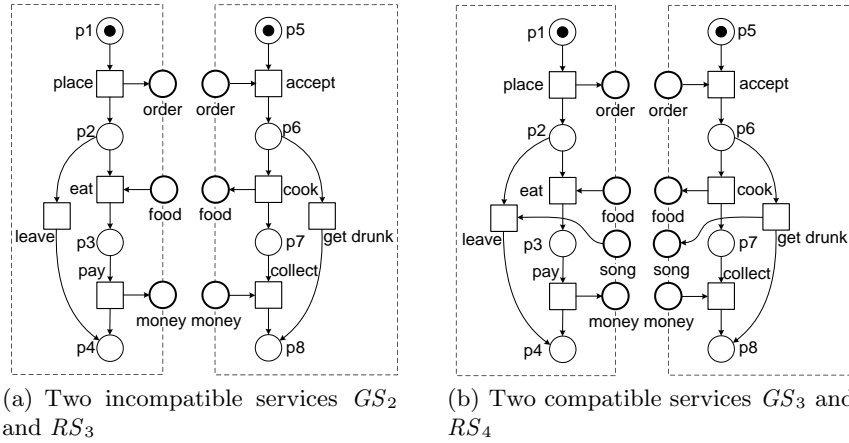 p1 p5 p1 p5
place order order accept place order order accept
p2 p6 p2 p6
eat food food cook eat food food cook
leave get drunk leave get drunk
p3 p7 p3 song song p7
pay collect pay collect
money money money money
p4 p8 p4 p8
(a) Two incompatible services GS2 (b) Two compatible services GS3 and
and RS3 RS4